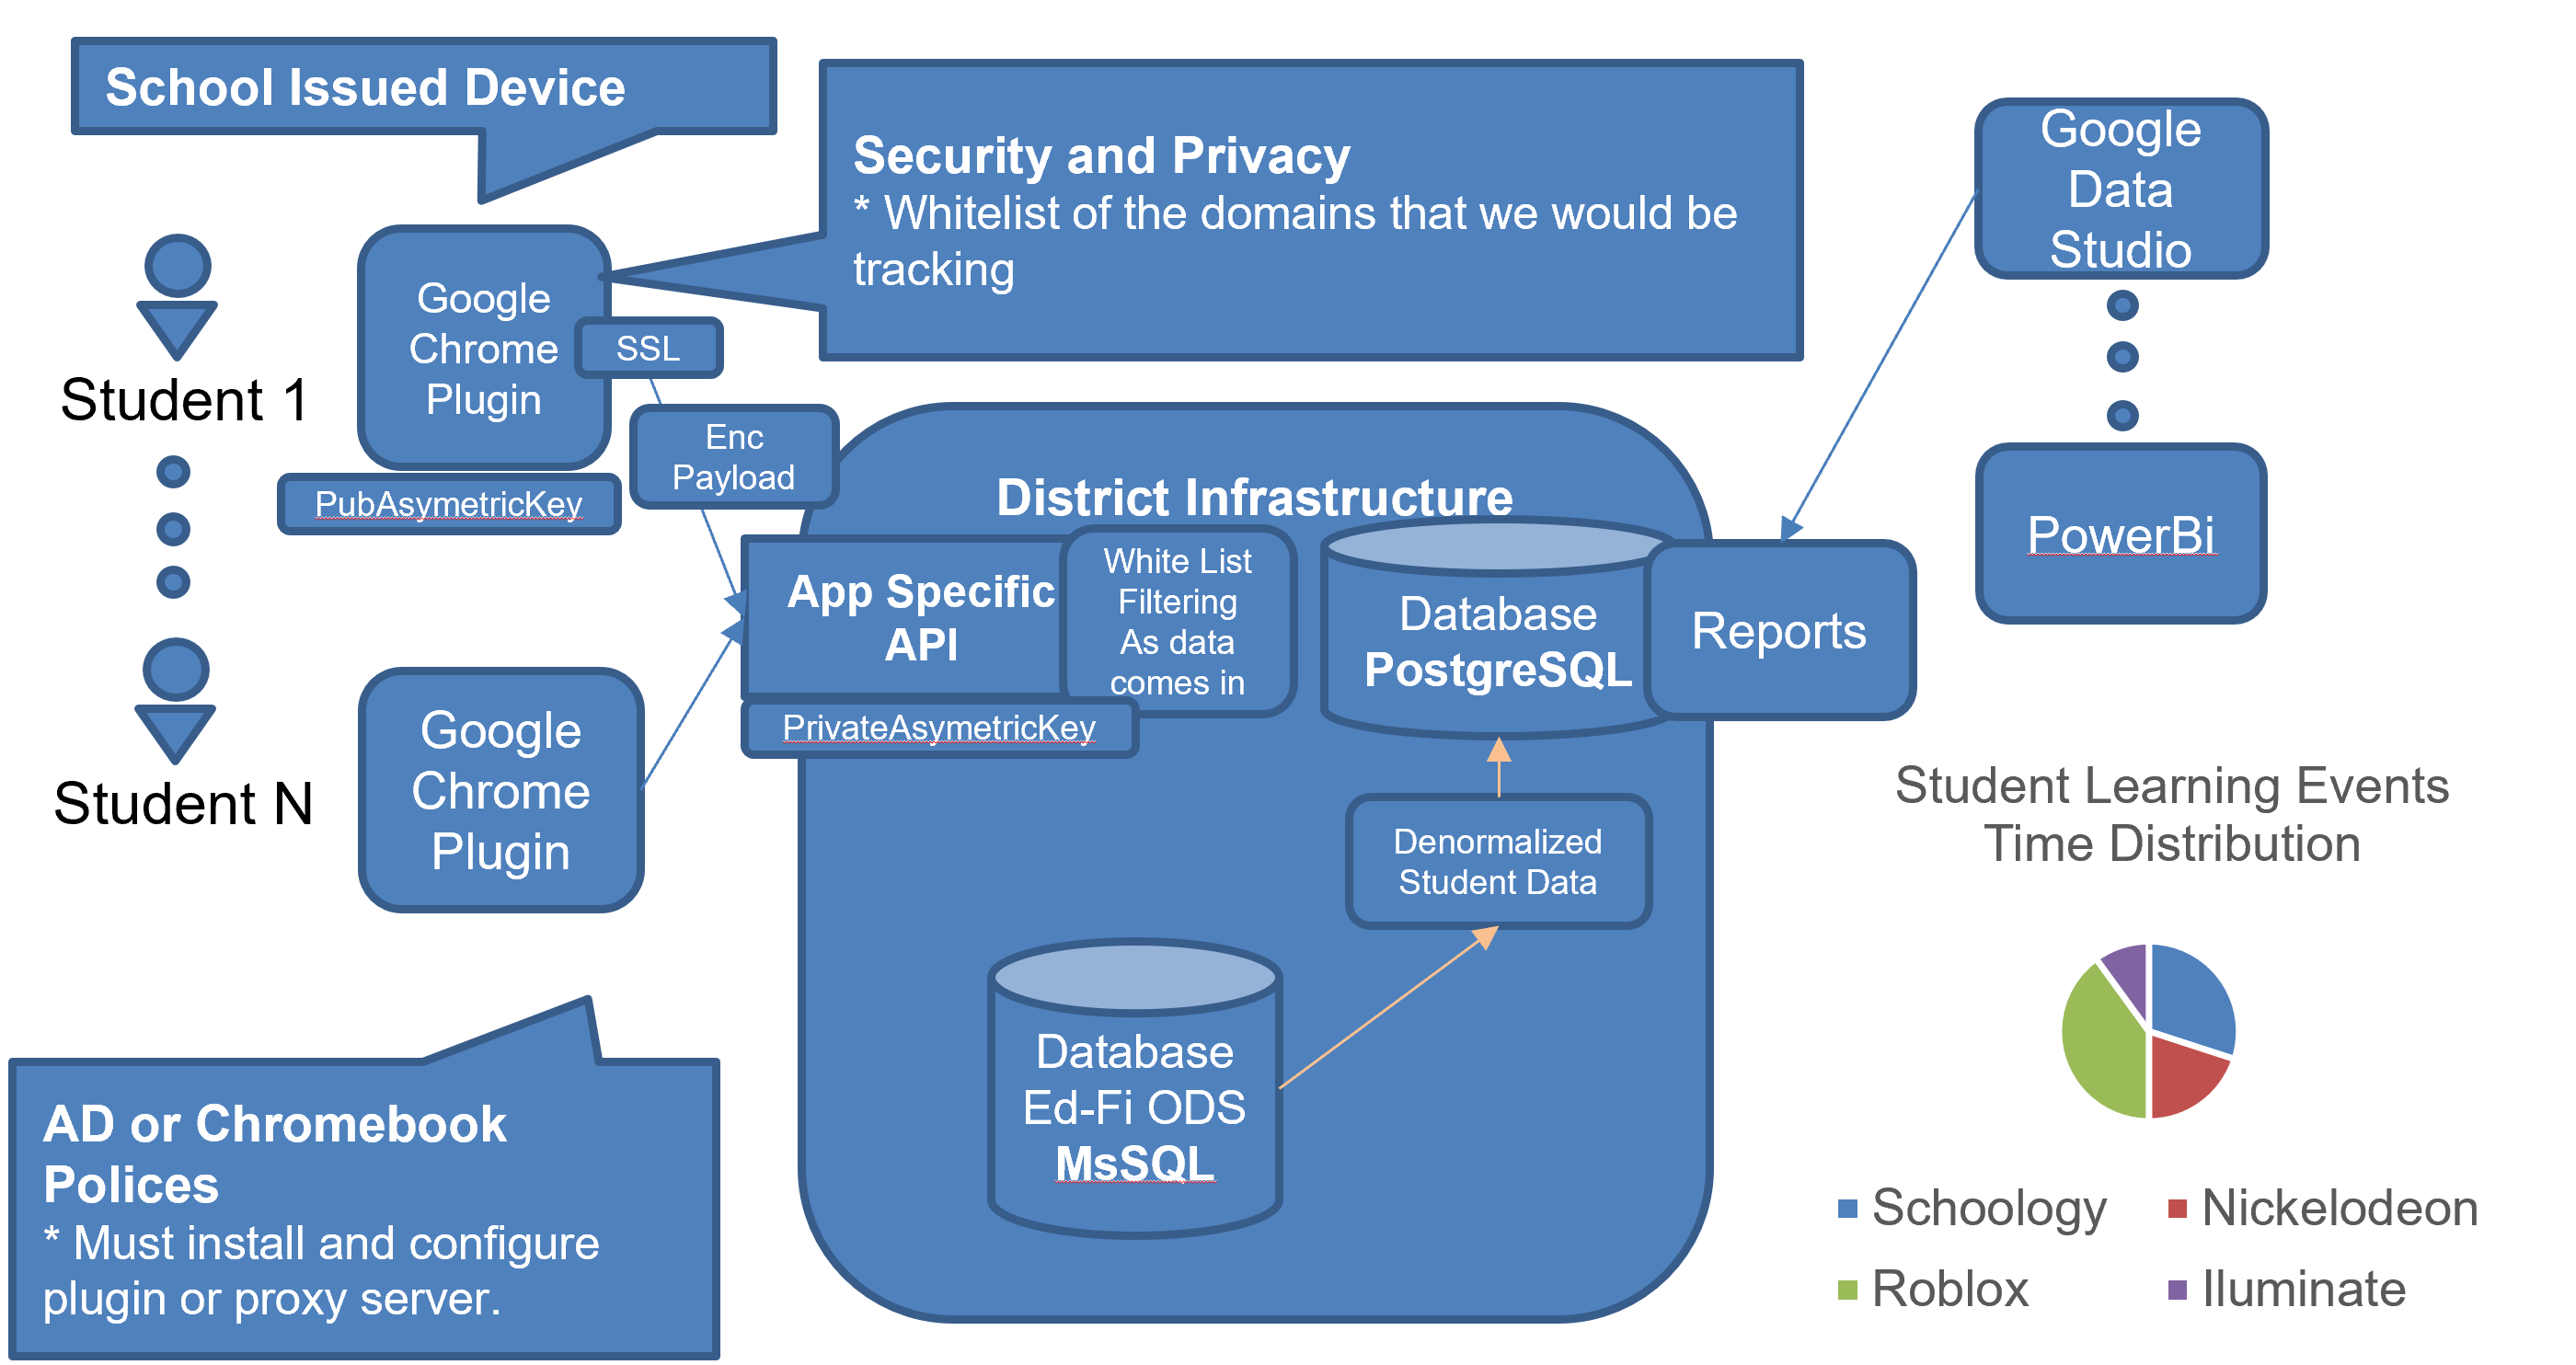 School Issued Device
Security and Privacy
* Whitelist of the domains that we would be
tracking
Google
Data
Studio
Google
Chrome
Plugin
SSL
Student 1
Enc
Payload
PubAsymetricKey
District Infrastructure
PowerBi
App Specific
API
White List
Filtering
As data
comes in
Database
PostgreSQL
Reports
PrivateAsymetricKey
Google
Chrome
Plugin
Student N
Student Learning Events
Time Distribution
Denormalized
Student Data
Database
Ed-Fi ODS
MsSQL
AD or Chromebook
Polices
* Must install and configure
plugin or proxy server.
Schoology
Nickelodeon
Roblox
Iluminate